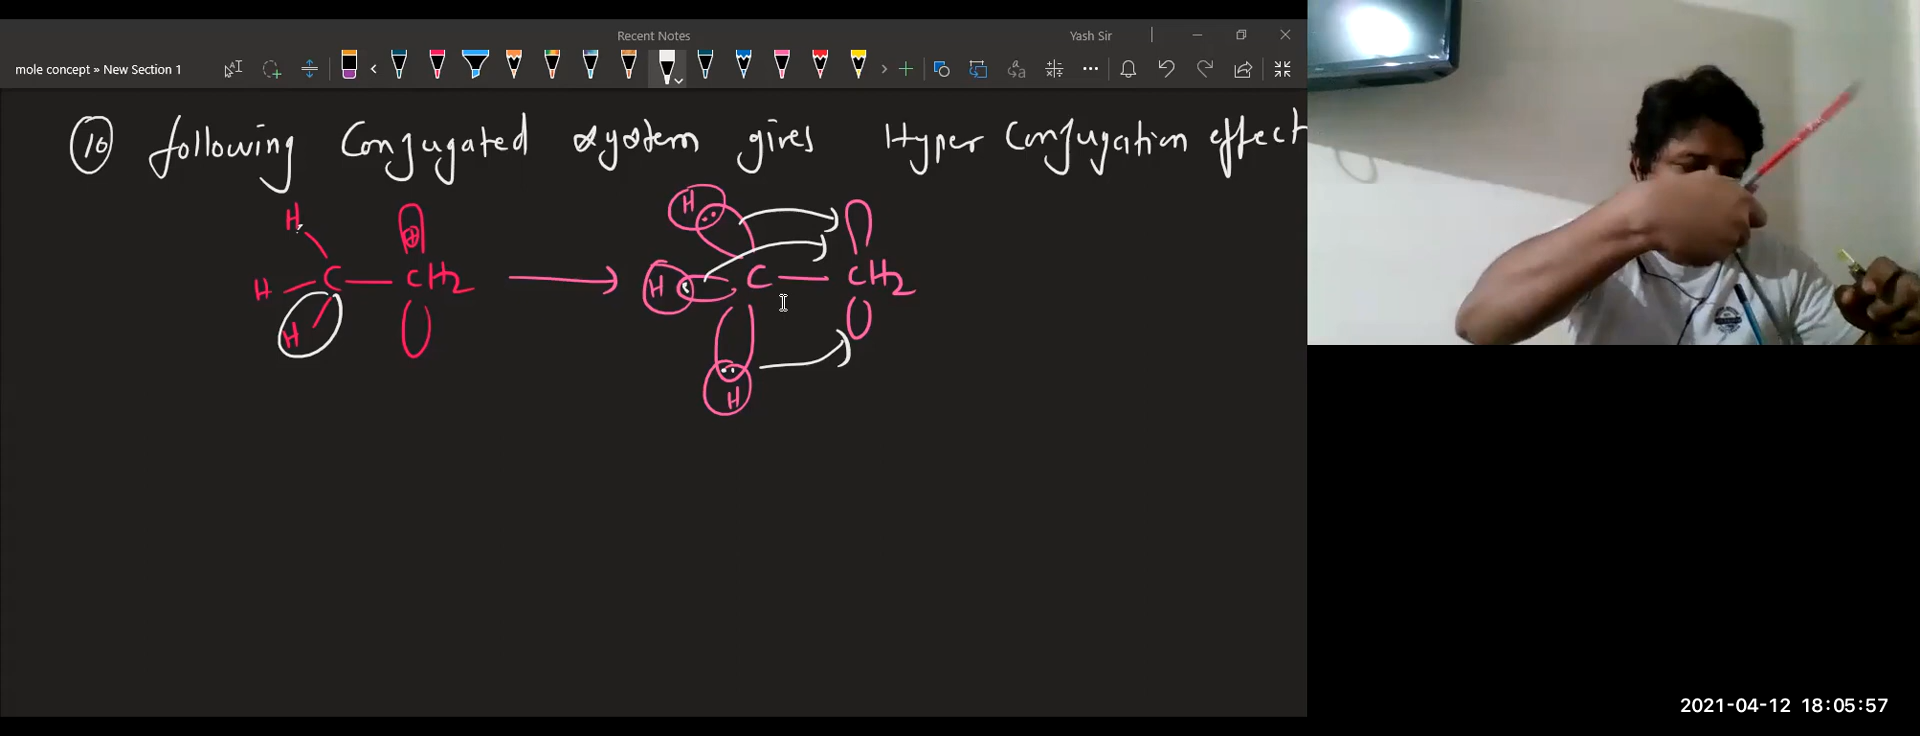 Recent Notes
Yash Sir
mole concept » New Section 1
(10) following Conjugated system gives Hyper Conjugation effect
H
H C CH2
H
H
H C CH2
H
2021-04-12 18:05:57